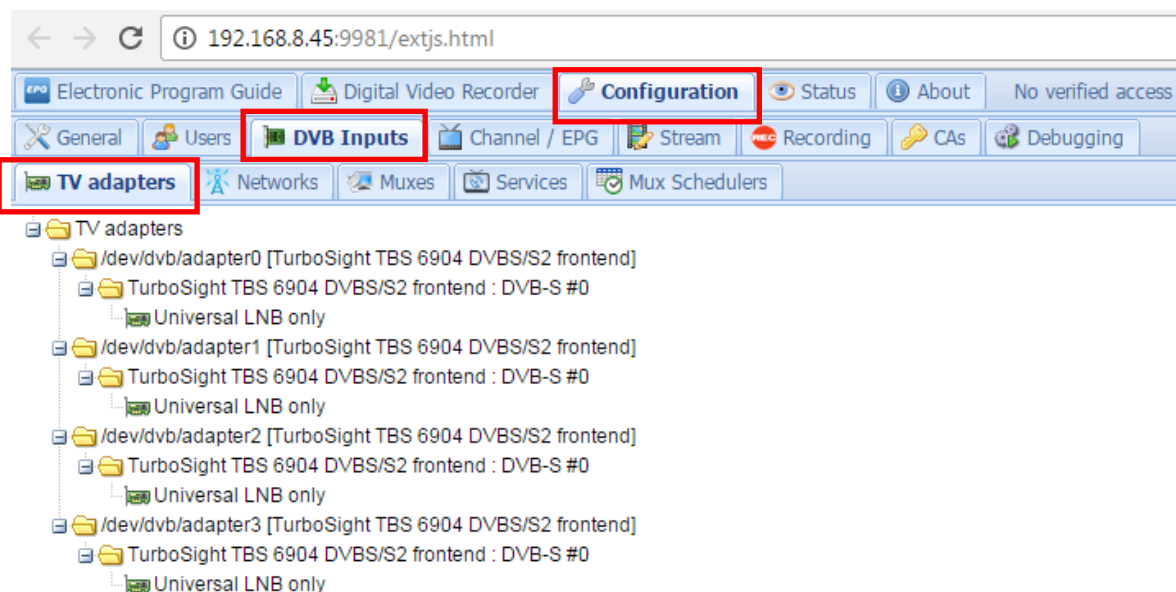 192.168.8.45:9981/extjs.html
EPG Electronic Program Guide Digital Video Recorder Configuration Status About No verified access
General Users DVB Inputs Channel / EPG Stream REC Recording CAs Debugging
TV adapters Networks Muxes Services Mux Schedulers
TV adapters
/dev/dvb/adapter0 [TurboSight TBS 6904 DVBS/S2 frontend]
TurboSight TBS 6904 DVBS/S2 frontend : DVB-S #0
Universal LNB only
/dev/dvb/adapter1 [TurboSight TBS 6904 DVBS/S2 frontend]
TurboSight TBS 6904 DVBS/S2 frontend : DVB-S #0
Universal LNB only
/dev/dvb/adapter2 [TurboSight TBS 6904 DVBS/S2 frontend]
TurboSight TBS 6904 DVBS/S2 frontend : DVB-S #0
Universal LNB only
/dev/dvb/adapter3 [TurboSight TBS 6904 DVBS/S2 frontend]
TurboSight TBS 6904 DVBS/S2 frontend : DVB-S #0
Universal LNB only